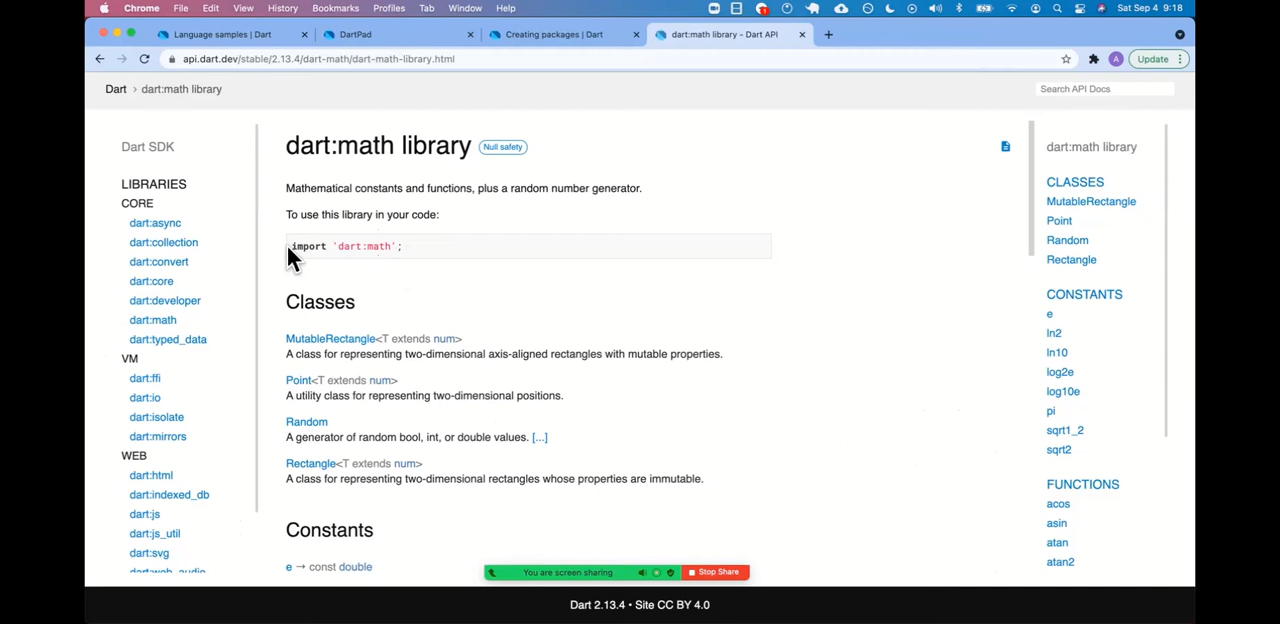 Chrome File Edit View History Bookmarks Profiles Tab Window Help Sat Sep 4 9:18
Language samples | Dart DartPad Creating packages | Dart dart:math library - Dart API
api.dart.dev/stable/2.13.4/dart-math/dart-math-library.html A Update
Dart › dart:math library Search API Docs
Dart SDK
LIBRARIES
CORE
dart:async
dart:collection
dart:convert
dart:core
dart:developer
dart:math
dart:typed_data
VM
dart:ffi
dart:io
dart:isolate
dart:mirrors
WEB
dart:html
dart:indexed_db
dart:js
dart:js_util
dart:svg
dart:web_audio
dart:math library Null safety
Mathematical constants and functions, plus a random number generator.
To use this library in your code:
import 'dart:math';
Classes
MutableRectangle<T extends num>
A class for representing two-dimensional axis-aligned rectangles with mutable properties.
Point<T extends num>
A utility class for representing two-dimensional positions.
Random
A generator of random bool, int, or double values. [...]
Rectangle<T extends num>
A class for representing two-dimensional rectangles whose properties are immutable.
Constants
e → const double
dart:math library
CLASSES
MutableRectangle
Point
Random
Rectangle
CONSTANTS
e
ln2
ln10
log2e
log10e
pi
sqrt1_2
sqrt2
FUNCTIONS
acos
asin
atan
atan2
You are screen sharing Stop Share
Dart 2.13.4 • Site CC BY 4.0